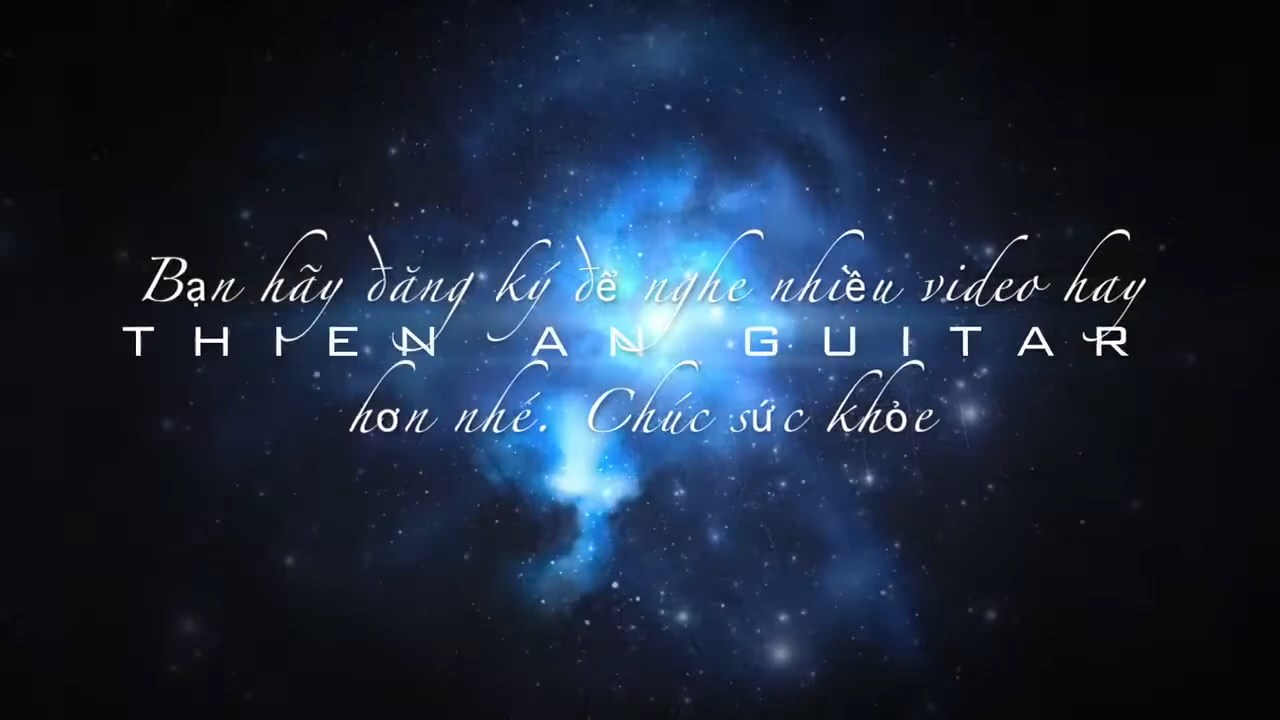 Bạn hãy đăng ký để nghe nhiều video hay
THIEN AN GUITAR
hơn nhé. Chúc sức khỏe